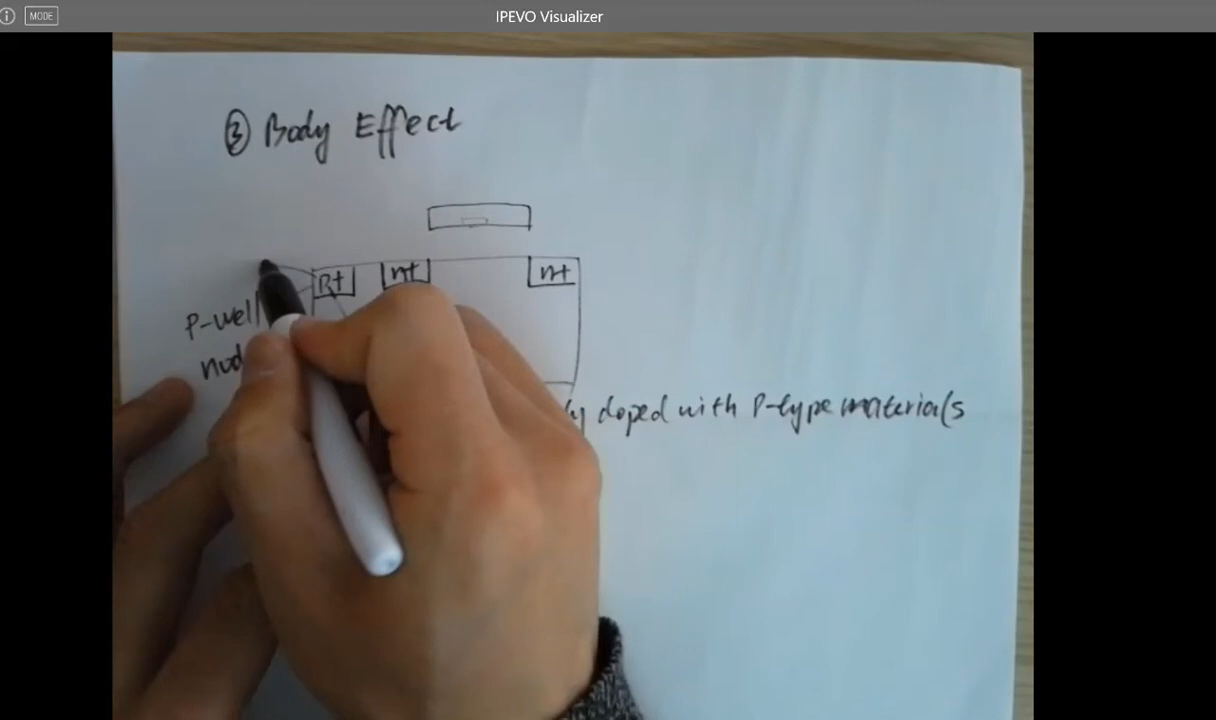 MODE
IPEVO Visualizer
③ Body Effect
P+ n+ n+
P-well
doped with P-type materials